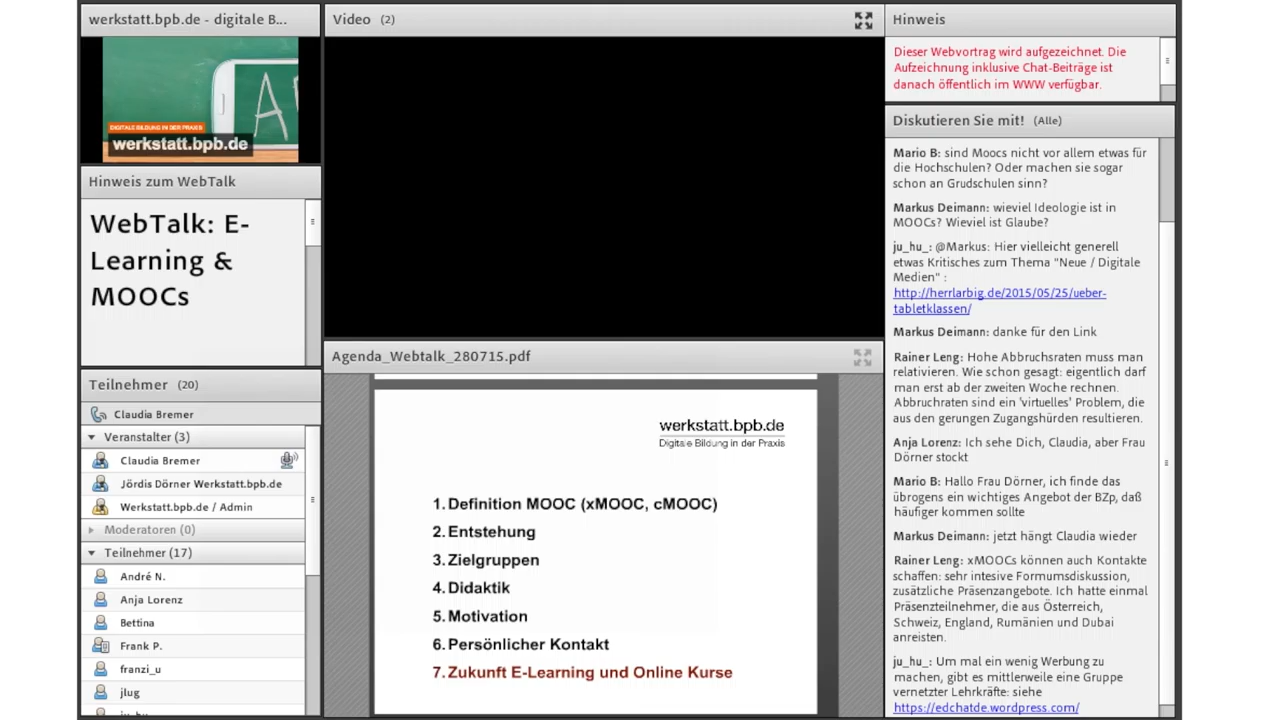 werkstatt.bpb.de - digitale B...
DIGITALE BILDUNG IN DER PRAXIS
werkstatt.bpb.de
Hinweis zum WebTalk
WebTalk: E-
Learning &
MOOCs
Teilnehmer (20)
Claudia Bremer
Veranstalter (3)
Claudia Bremer
Jördis Dörner Werkstatt.bpb.de
Werkstatt.bpb.de / Admin
Moderatoren (0)
Teilnehmer (17)
André N.
Anja Lorenz
Bettina
Frank P.
franzi_u
jlug
Video (2)
Agenda_Webtalk_280715.pdf
werkstatt.bpb.de
Digitale Bildung in der Praxis
1. Definition MOOC (xMOOC, cMOOC)
2. Entstehung
3. Zielgruppen
4. Didaktik
5. Motivation
6. Persönlicher Kontakt
7. Zukunft E-Learning und Online Kurse
Hinweis
Dieser Webvortrag wird aufgezeichnet. Die
Aufzeichnung inklusive Chat-Beiträge ist
danach öffentlich im WWW verfügbar.
Diskutieren Sie mit! (Alle)
Mario B: sind Moocs nicht vor allem etwas für
die Hochschulen? Oder machen sie sogar
schon an Grudschulen sinn?
Markus Deimann: wieviel Ideologie ist in
MOOCs? Wieviel ist Glaube?
ju_hu_: @Markus: Hier vielleicht generell
etwas Kritisches zum Thema "Neue / Digitale
Medien" :
http://herrlarbig.de/2015/05/25/ueber-
tabletklassen/
Markus Deimann: danke für den Link
Rainer Leng: Hohe Abbruchsraten muss man
relativieren. Wie schon gesagt: eigentlich darf
man erst ab der zweiten Woche rechnen.
Abbruchraten sind ein 'virtuelles' Problem, die
aus den gerungen Zugangshürden resultieren.
Anja Lorenz: Ich sehe Dich, Claudia, aber Frau
Dörner stockt
Mario B: Hallo Frau Dörner, ich finde das
übrogens ein wichtiges Angebot der BZp, daß
häufiger kommen sollte
Markus Deimann: jetzt hängt Claudia wieder
Rainer Leng: xMOOCs können auch Kontakte
schaffen: sehr intesive Formumsdiskussion,
zusätzliche Präsenzangebote. Ich hatte einmal
Präsenzteilnehmer, die aus Österreich,
Schweiz, England, Rumänien und Dubai
anreisten.
ju_hu_: Um mal ein wenig Werbung zu
machen, gibt es mittlerweile eine Gruppe
vernetzter Lehrkräfte: siehe
https://edchatde.wordpress.com/